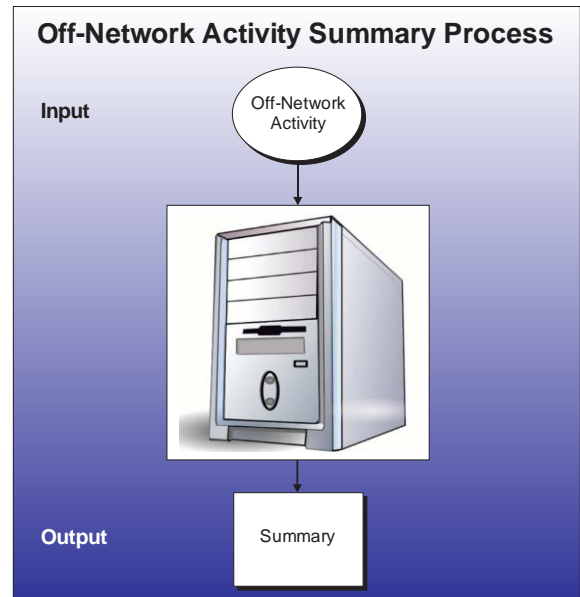 Off-Network Activity Summary Process
Input
Off-Network
Activity
Output
Summary